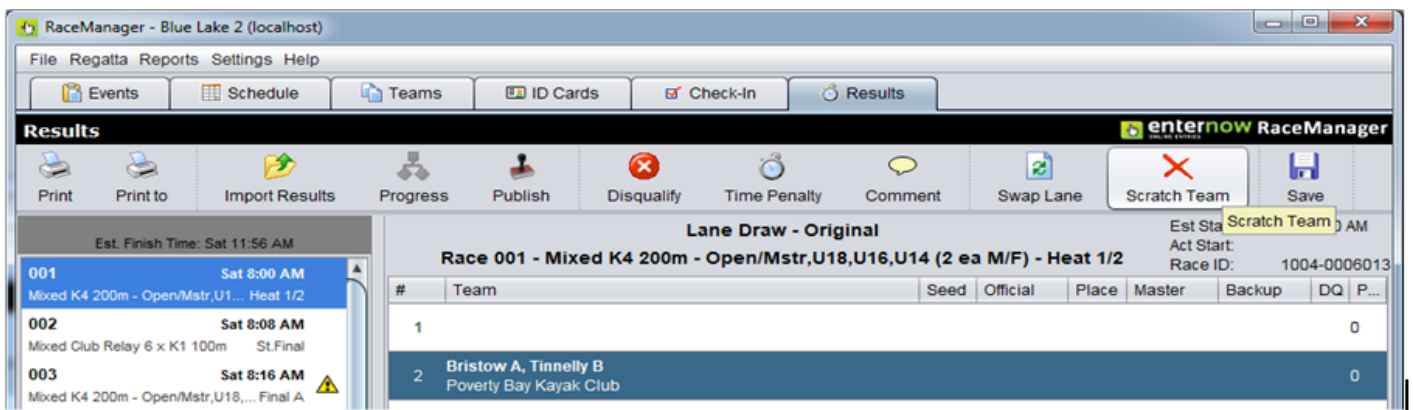 RaceManager - Blue Lake 2 (localhost)
File Regatta Reports Settings Help
Events Schedule Teams ID Cards Check-In Results
Results
enternow RaceManager
ONLINE ENTRIES
Print Print to Import Results Progress Publish Disqualify Time Penalty Comment Swap Lane Scratch Team Save
Scratch Team
Est. Finish Time: Sat 11:56 AM
001 Sat 8:00 AM
Mixed K4 200m - Open/Mstr,U1... Heat 1/2
002 Sat 8:08 AM
Mixed Club Relay 6 x K1 100m St.Final
003 Sat 8:16 AM
Mixed K4 200m - Open/Mstr,U18,... Final A
Lane Draw - Original
Race 001 - Mixed K4 200m - Open/Mstr,U18,U16,U14 (2 ea M/F) - Heat 1/2
Est Sta AM
Act Start:
Race ID: 1004-0006013
# Team Seed Official Place Master Backup DQ P...
1 0
2 Bristow A, Tinnelly B 0
Poverty Bay Kayak Club